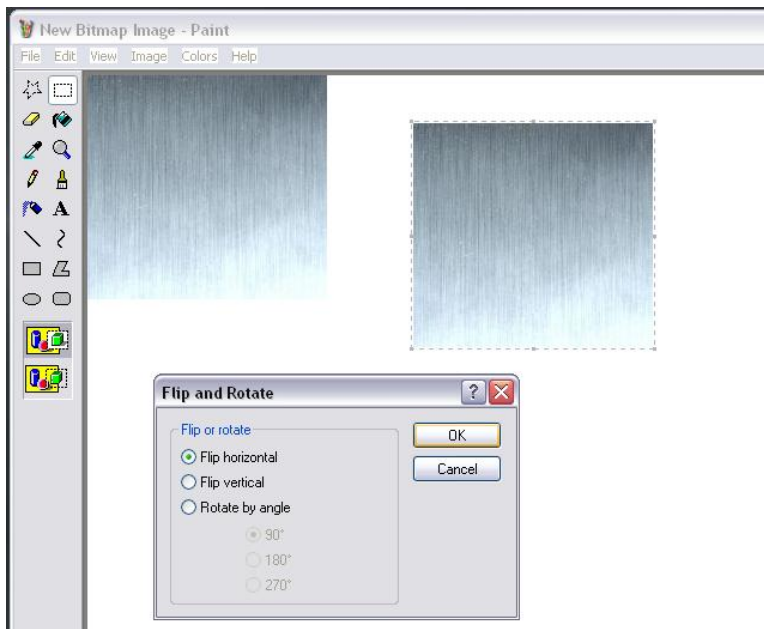 New Bitmap Image - Paint
File Edit View Image Colors Help
A
Flip and Rotate
?
Flip or rotate
Flip horizontal
Flip vertical
Rotate by angle
90°
180°
270°
OK
Cancel